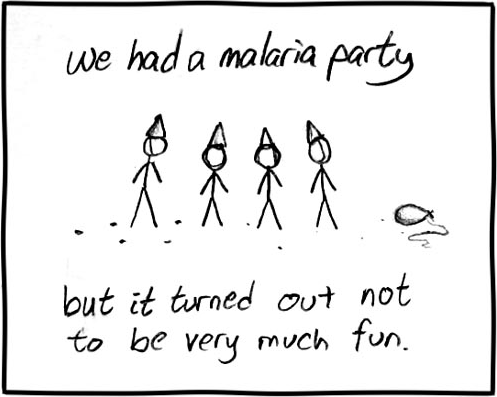 we had a malaria party
but it turned out not
to be very much fun.